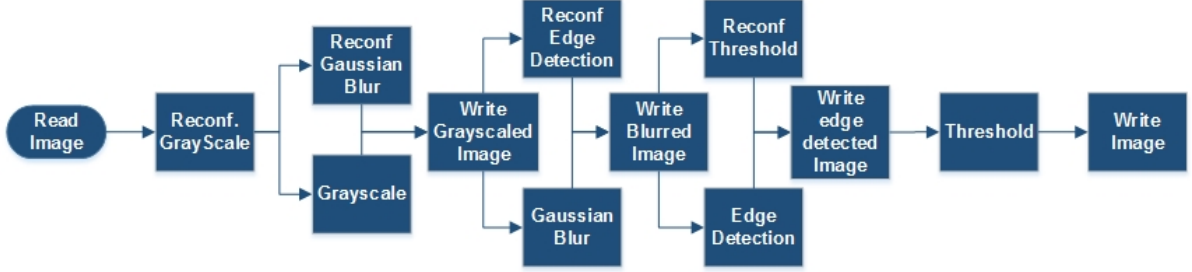 Read
Image
Reconf.
GrayScale
Reconf
Gaussian
Blur
Grayscale
Write
Grayscaled
Image
Reconf
Edge
Detection
Gaussian
Blur
Write
Blurred
Image
Reconf
Threshold
Edge
Detection
Write
edge
detected
Image
Threshold
Write
Image